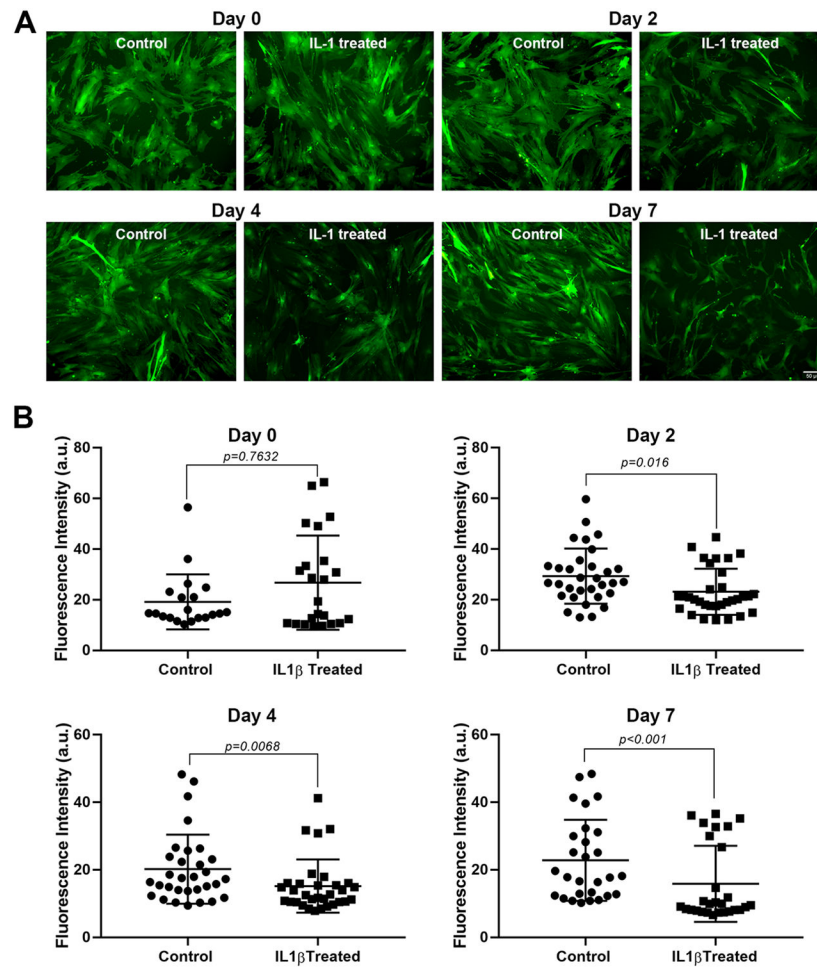 A
Day 0
Day 2
Control
IL-1 treated
Control
IL-1 treated
Day 4
Day 7
Control
IL-1 treated
Control
IL-1 treated
B
Day 0
Fluorescence Intensity (a.u.)
80
60
40
20
0
p=0.7632
Control
IL1β Treated
Day 2
Fluorescence Intensity (a.u.)
80
60
40
20
0
p=0.016
Control
IL1β Treated
Day 4
Fluorescence Intensity (a.u.)
60
40
20
0
p=0.0068
Control
IL1βTreated
Day 7
Fluorescence Intensity (a.u.)
60
40
20
0
p<0.001
Control
IL1βTreated